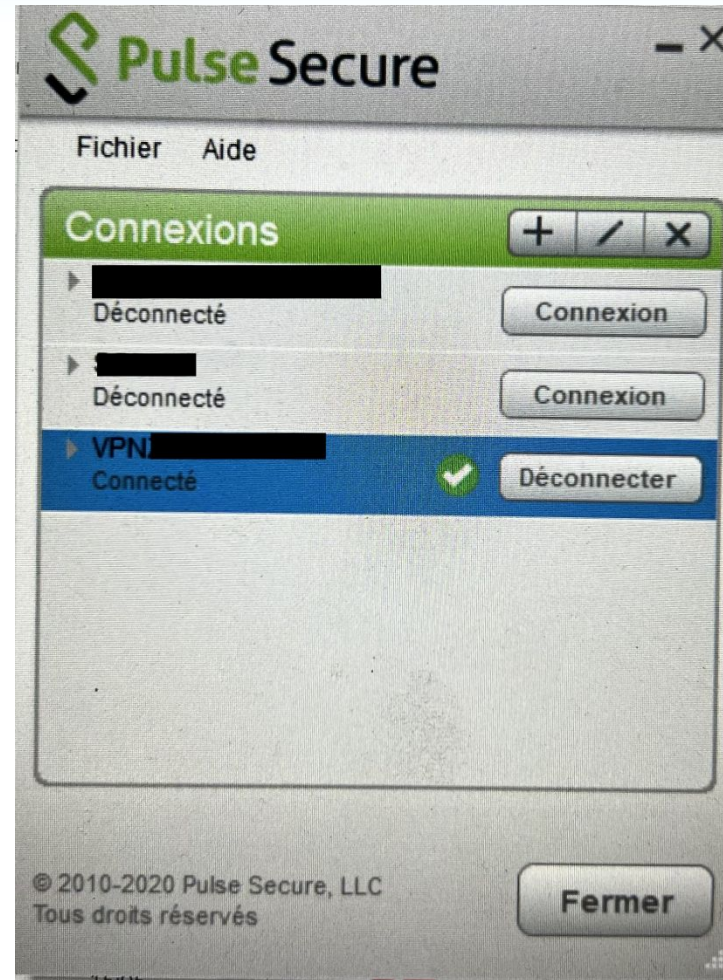 Pulse Secure
Fichier Aide
Connexions
Déconnecté
Connexion
Déconnecté
Connexion
VPN
Connecté
Déconnecter
© 2010-2020 Pulse Secure, LLC
Tous droits réservés
Fermer